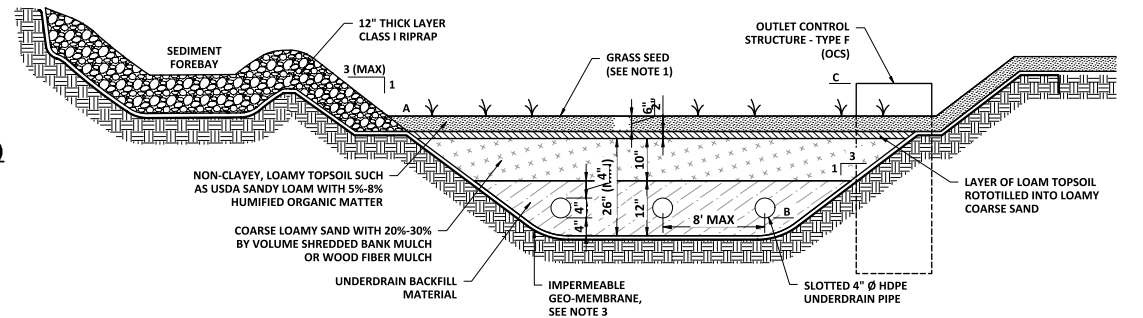 12" THICK LAYER
CLASS I RIPRAP
SEDIMENT
FOREBAY
3 (MAX)
1
OUTLET CONTROL
STRUCTURE - TYPE F
(OCS)
GRASS SEED
(SEE NOTE 1)
C
A
6"
2"
NON-CLAYEY, LOAMY TOPSOIL SUCH
AS USDA SANDY LOAM WITH 5%-8%
HUMIFIED ORGANIC MATTER
10"
3
1
LAYER OF LOAM TOPSOIL
ROTOTILLED INTO LOAMY
COARSE SAND
4"
4"
4"
26"
12"
8' MAX
B
COARSE LOAMY SAND WITH 20%-30%
BY VOLUME SHREDDED BANK MULCH
OR WOOD FIBER MULCH
UNDERDRAIN BACKFILL
MATERIAL
IMPERMEABLE
GEO-MEMBRANE,
SEE NOTE 3
SLOTTED 4" Ø HDPE
UNDERDRAIN PIPE